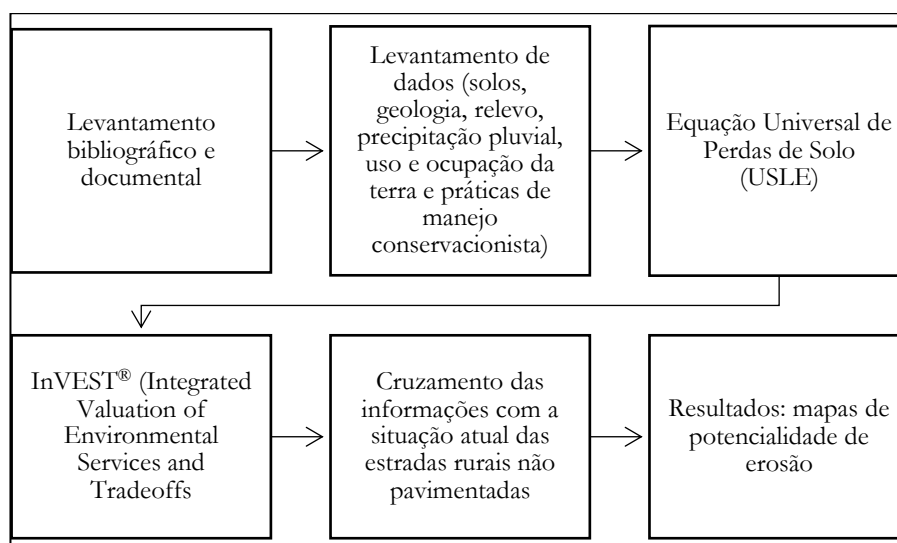 Levantamento
bibliográfico e
documental
Levantamento de
dados (solos,
geologia, relevo,
precipitação pluvial,
uso e ocupação da
terra e práticas de
manejo
conservacionista)
Equação Universal de
Perdas de Solo
(USLE)
InVEST® (Integrated
Valuation of
Environmental
Services and
Tradeoffs
Cruzamento das
informações com a
situação atual das
estradas rurais não
pavimentadas
Resultados: mapas de
potencialidade de
erosão